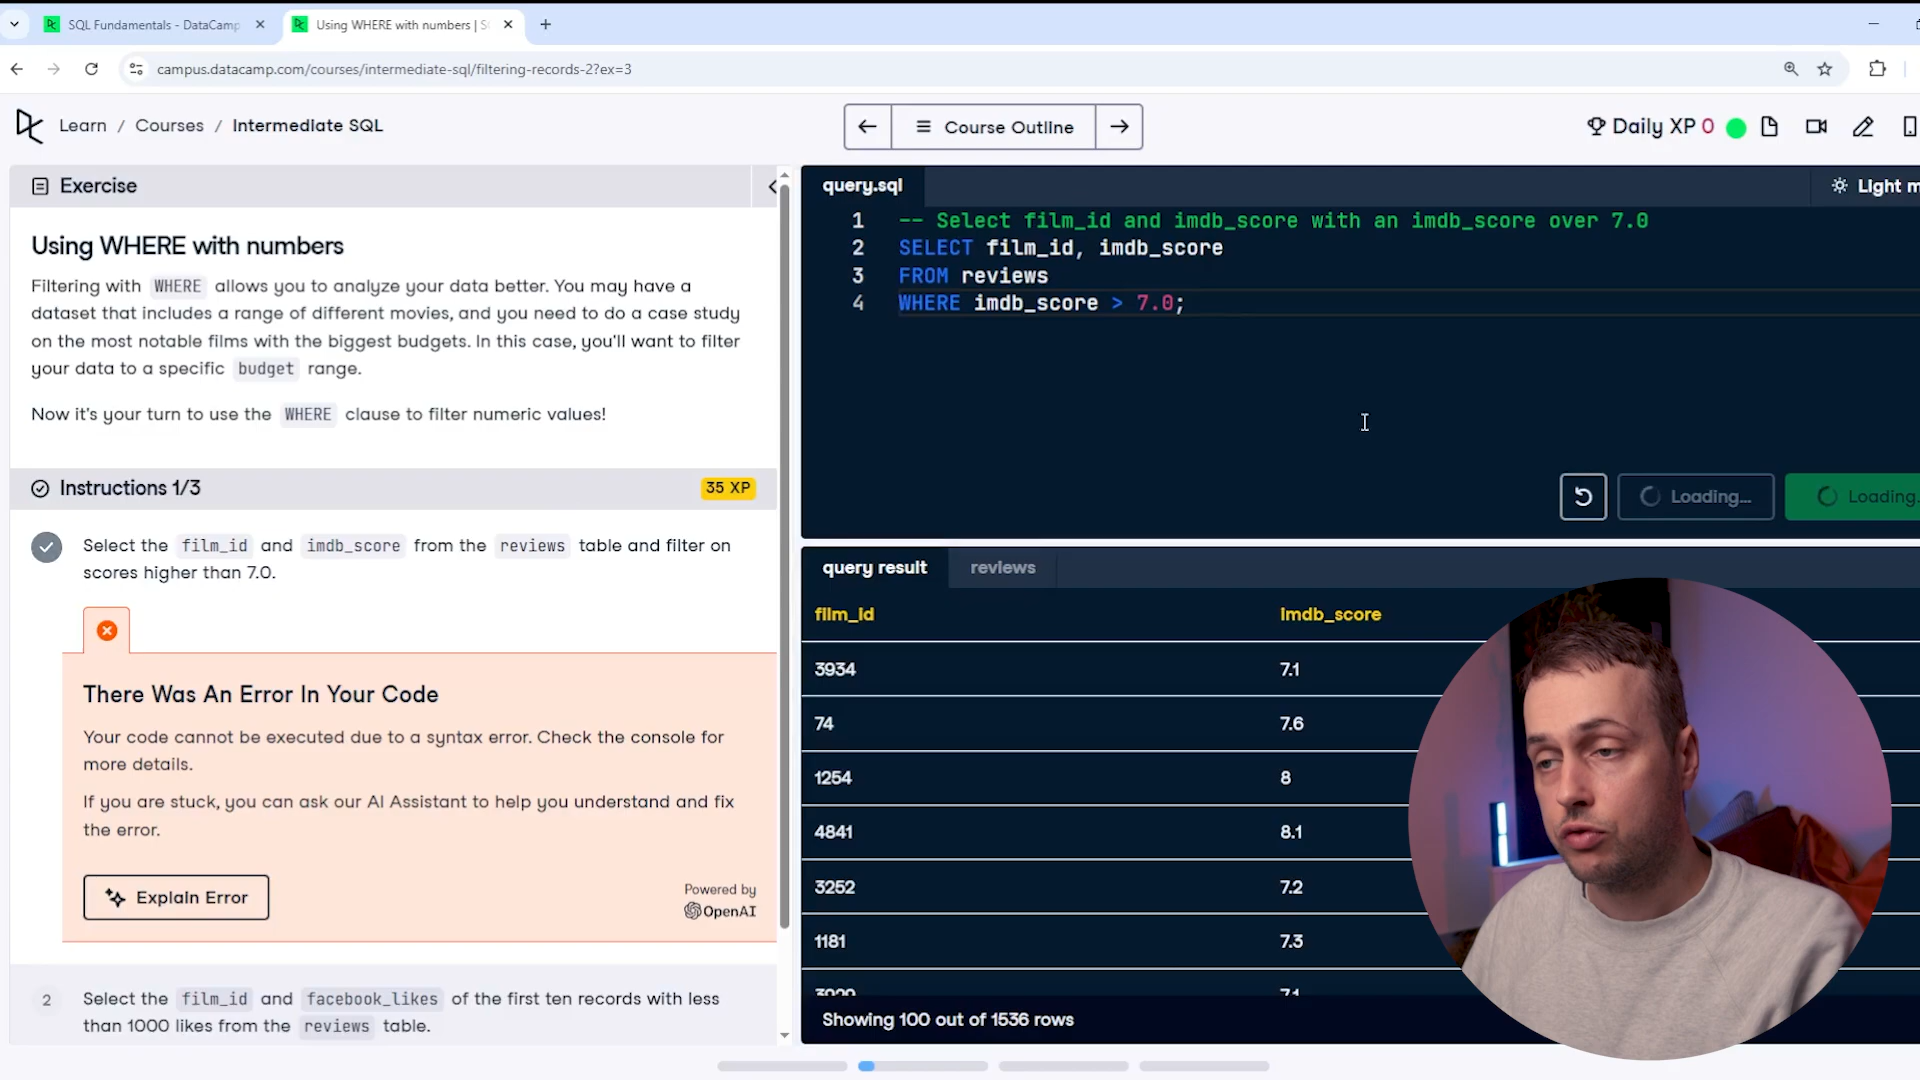 SQL Fundamentals - DataCamp
Using WHERE with numbers | S
campus.datacamp.com/courses/intermediate-sql/filtering-records-2?ex=3
Learn / Courses / Intermediate SQL
Course Outline
Daily XP 0
Exercise
Using WHERE with numbers
Filtering with WHERE allows you to analyze your data better. You may have a
dataset that includes a range of different movies, and you need to do a case study
on the most notable films with the biggest budgets. In this case, you'll want to filter
your data to a specific budget range.
Now it's your turn to use the WHERE clause to filter numeric values!
Instructions 1/3
35 XP
Select the film_id and imdb_score from the reviews table and filter on
scores higher than 7.0.
There Was An Error In Your Code
Your code cannot be executed due to a syntax error. Check the console for
more details.
If you are stuck, you can ask our AI Assistant to help you understand and fix
the error.
Explain Error
Powered by
OpenAI
2 Select the film_id and facebook_likes of the first ten records with less
than 1000 likes from the reviews table.
query.sql
Light m
1 -- Select film_id and imdb_score with an imdb_score over 7.0
2 SELECT film_id, imdb_score
3 FROM reviews
4 WHERE imdb_score > 7.0;
Loading...
Loading.
query result
reviews
film_id imdb_score
3934 7.1
74 7.6
1254 8
4841 8.1
3252 7.2
1181 7.3
Showing 100 out of 1536 rows